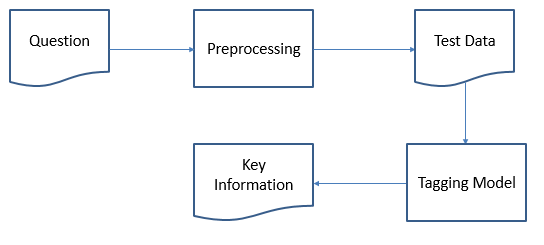 Question
Preprocessing
Test Data
Key
Information
Tagging Model